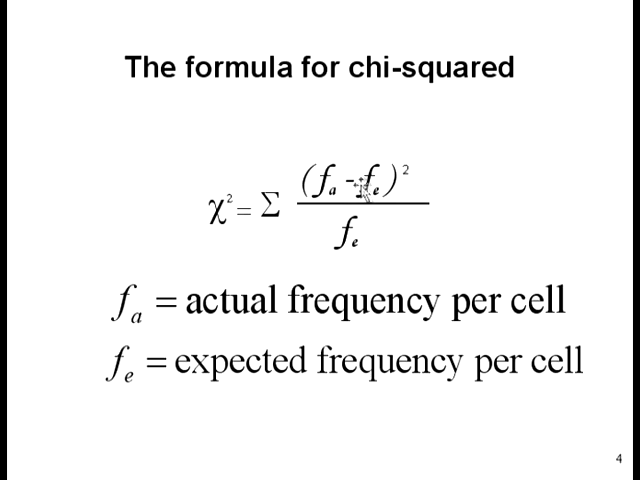 The formula for chi-squared
χ² = Σ (fₐ - fₑ)² / fₑ
fₐ = actual frequency per cell
fₑ = expected frequency per cell
4